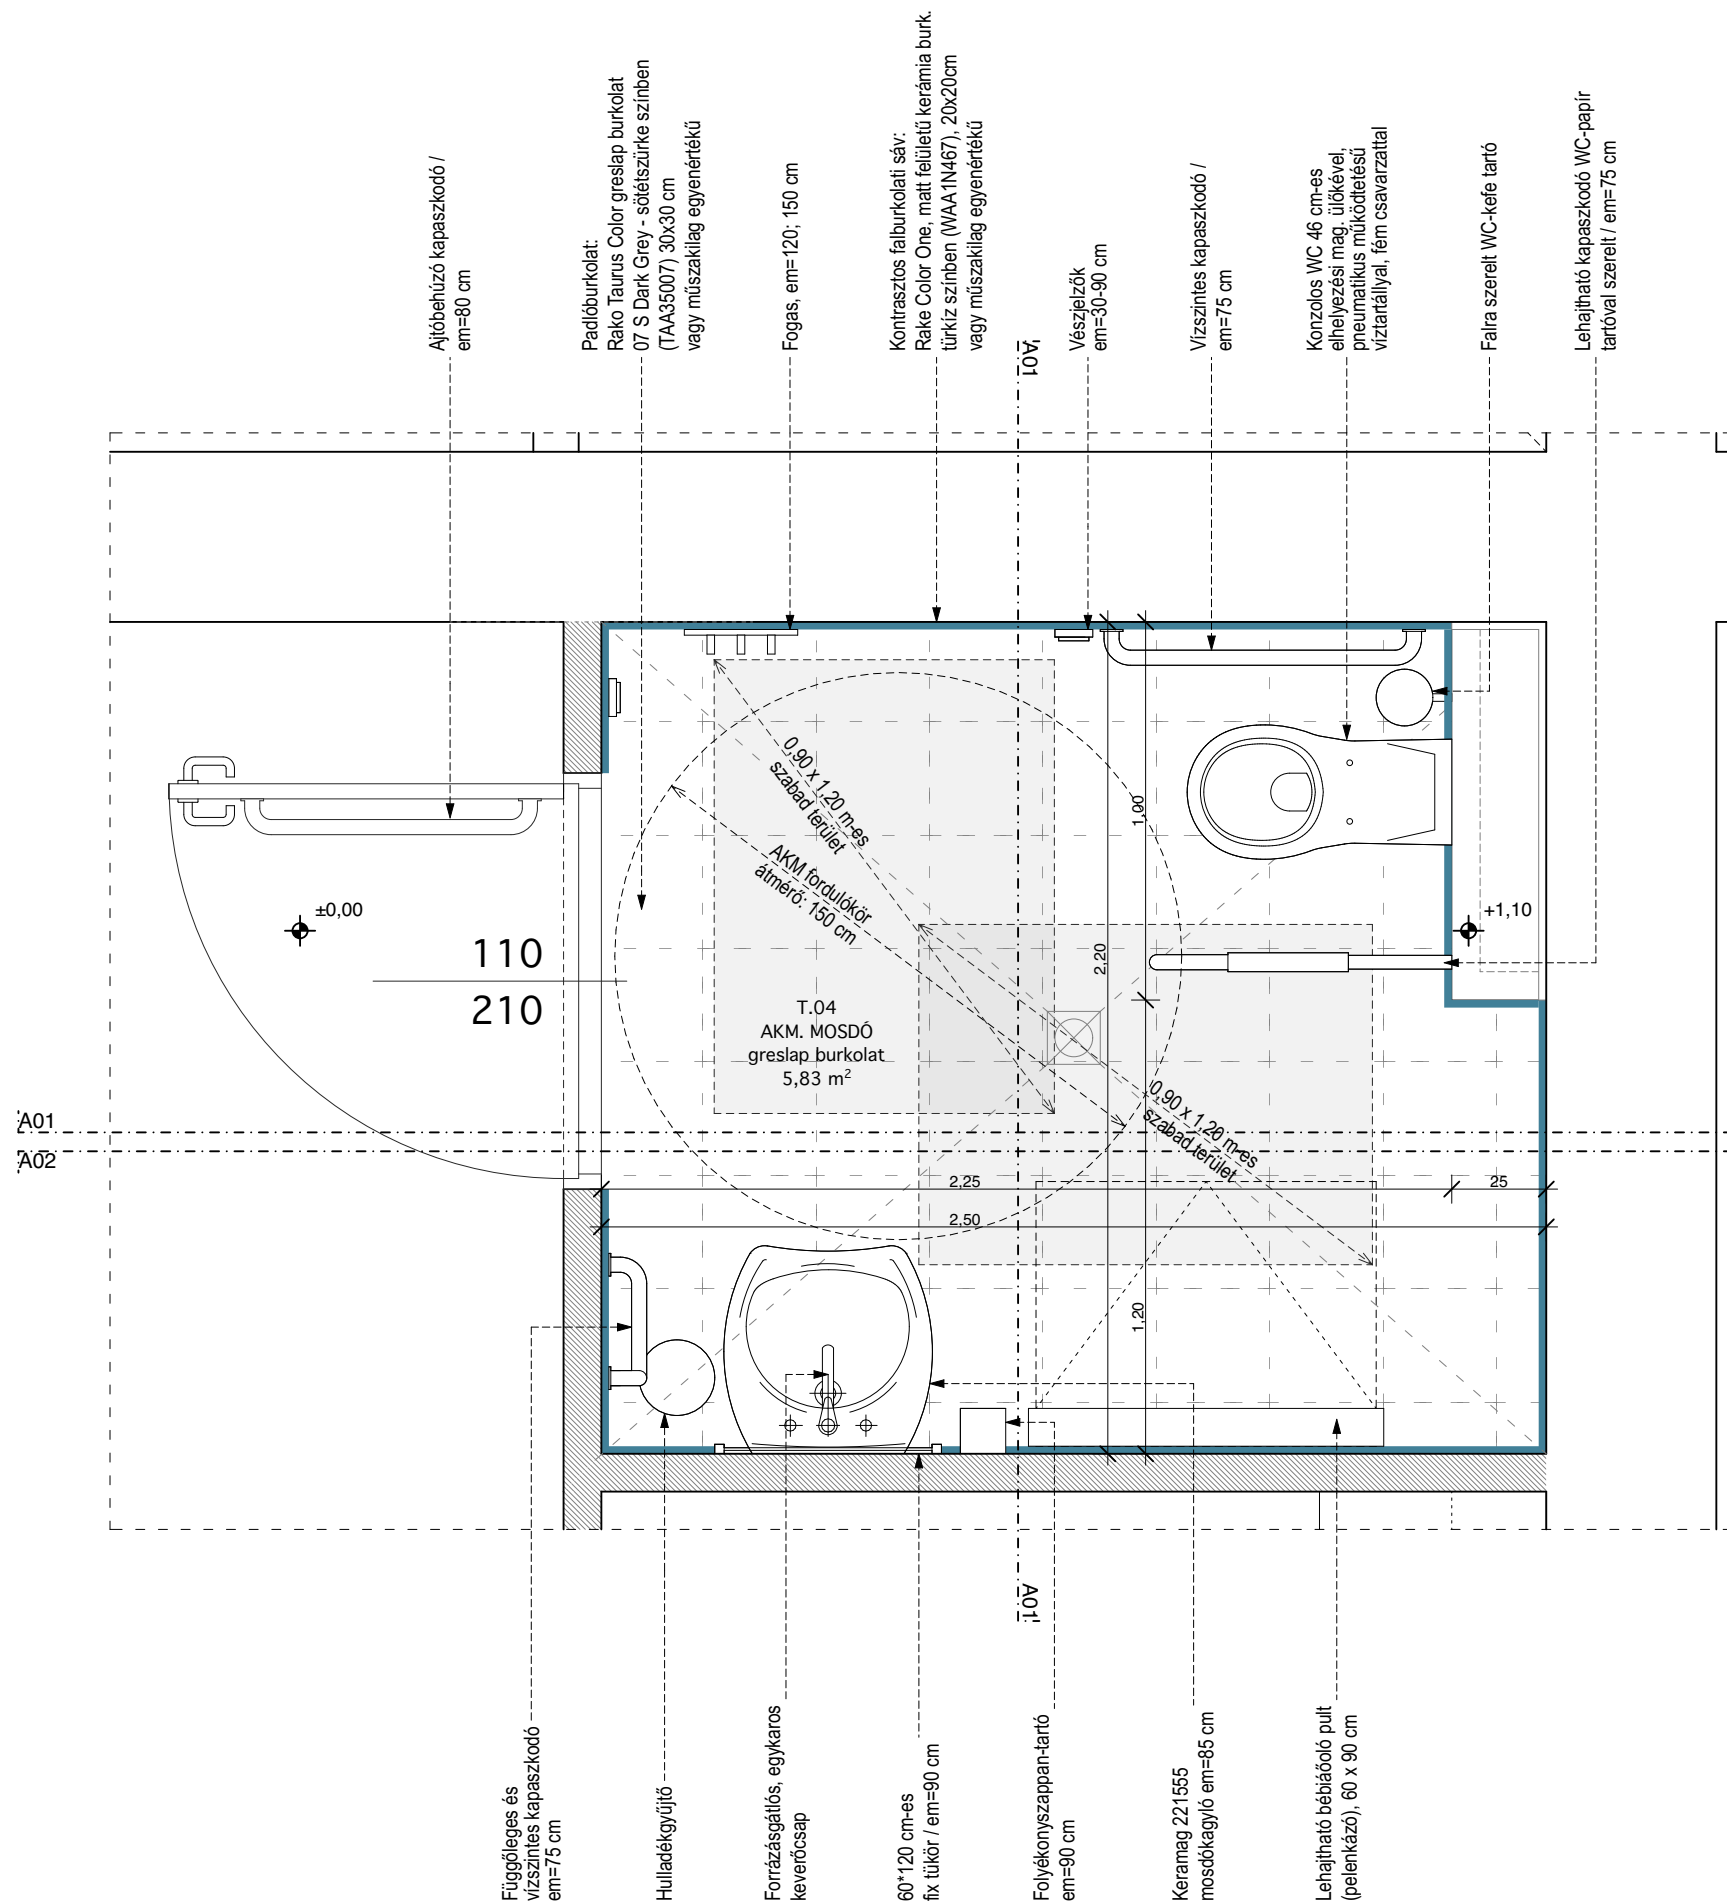 Ajtóbehúzó kapaszkodó /
em=80 cm
Padlóburkolat:
Rako Taurus Color greslap burkolat
07 S Dark Grey - sötétszürke színben
(TAA35007) 30x30 cm
vagy műszakilag egyenértékű
Fogas, em=120; 150 cm
Kontrasztos falburkolati sáv:
Rake Color One, matt felületű kerámia burk.
türkíz színben (WAA1N467), 20x20cm
vagy műszakilag egyenértékű
Vészjelzők
em=30-90 cm
Vízszintes kapaszkodó /
em=75 cm
Konzolos WC 46 cm-es
elhelyezési mag. ülőkével,
pneumatikus működtetésű
víztartállyal, fém csavarzattal
Falra szerelt WC-kefe tartó
Lehajtható kapaszkodó WC-papír
tartóval szerelt / em=75 cm
A01
0,90 x 1,20 m-es
szabad terület
AKM fordulókör
átmérő: 150 cm
1,00
±0,00
+1,10
110
210
2,20
T.04
AKM. MOSDÓ
greslap burkolat
5,83 m²
0,90 x 1,20 m-es
szabad terület
A01
A02
2,25
25
2,50
1,20
A01
Függőleges és
vízszintes kapaszkodó
em=75 cm
Hulladékgyűjtő
Forrázásgátlós, egykaros
keverőcsap
60*120 cm-es
fix tükör / em=90 cm
Folyékonyszappan-tartó
em=90 cm
Keramag 221555
mosdókagyló em=85 cm
Lehajtható bébiáőoló pult
(pelenkázó), 60 x 90 cm